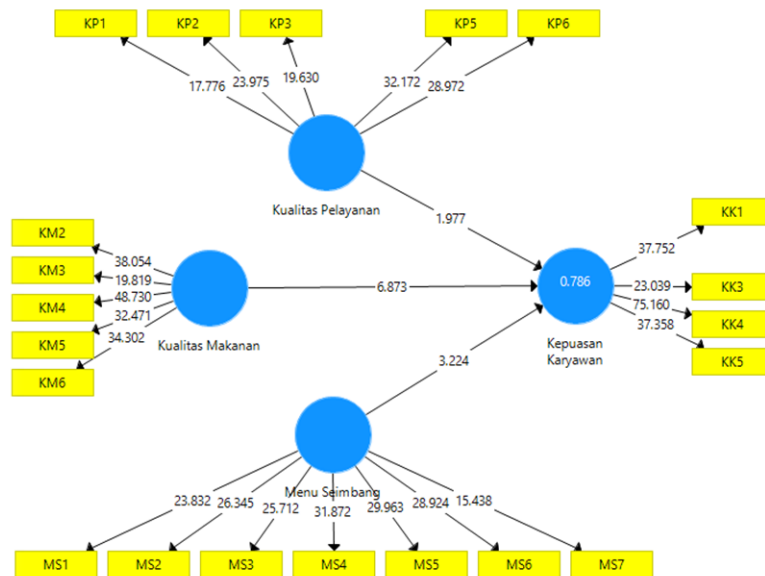 KP1
KP2
KP3
KP5
KP6
17.776
23.975
19.630
32.172
28.972
Kualitas Pelayanan
1.977
KM2
KM3
KM4
KM5
KM6
38.054
19.819
48.730
32.471
34.302
Kualitas Makanan
6.873
0.786
Kepuasan
Karyawan
KK1
KK3
KK4
KK5
37.752
23.039
75.160
37.358
3.224
Menu Seimbang
23.832
26.345
25.712
31.872
29.963
28.924
15.438
MS1
MS2
MS3
MS4
MS5
MS6
MS7